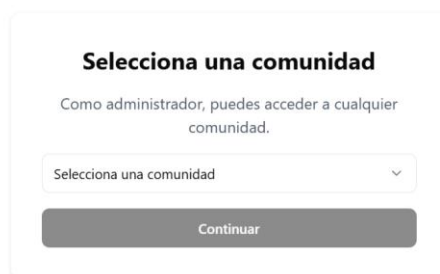 Selecciona una comunidad
Como administrador, puedes acceder a cualquier
comunidad.
Selecciona una comunidad
Continuar